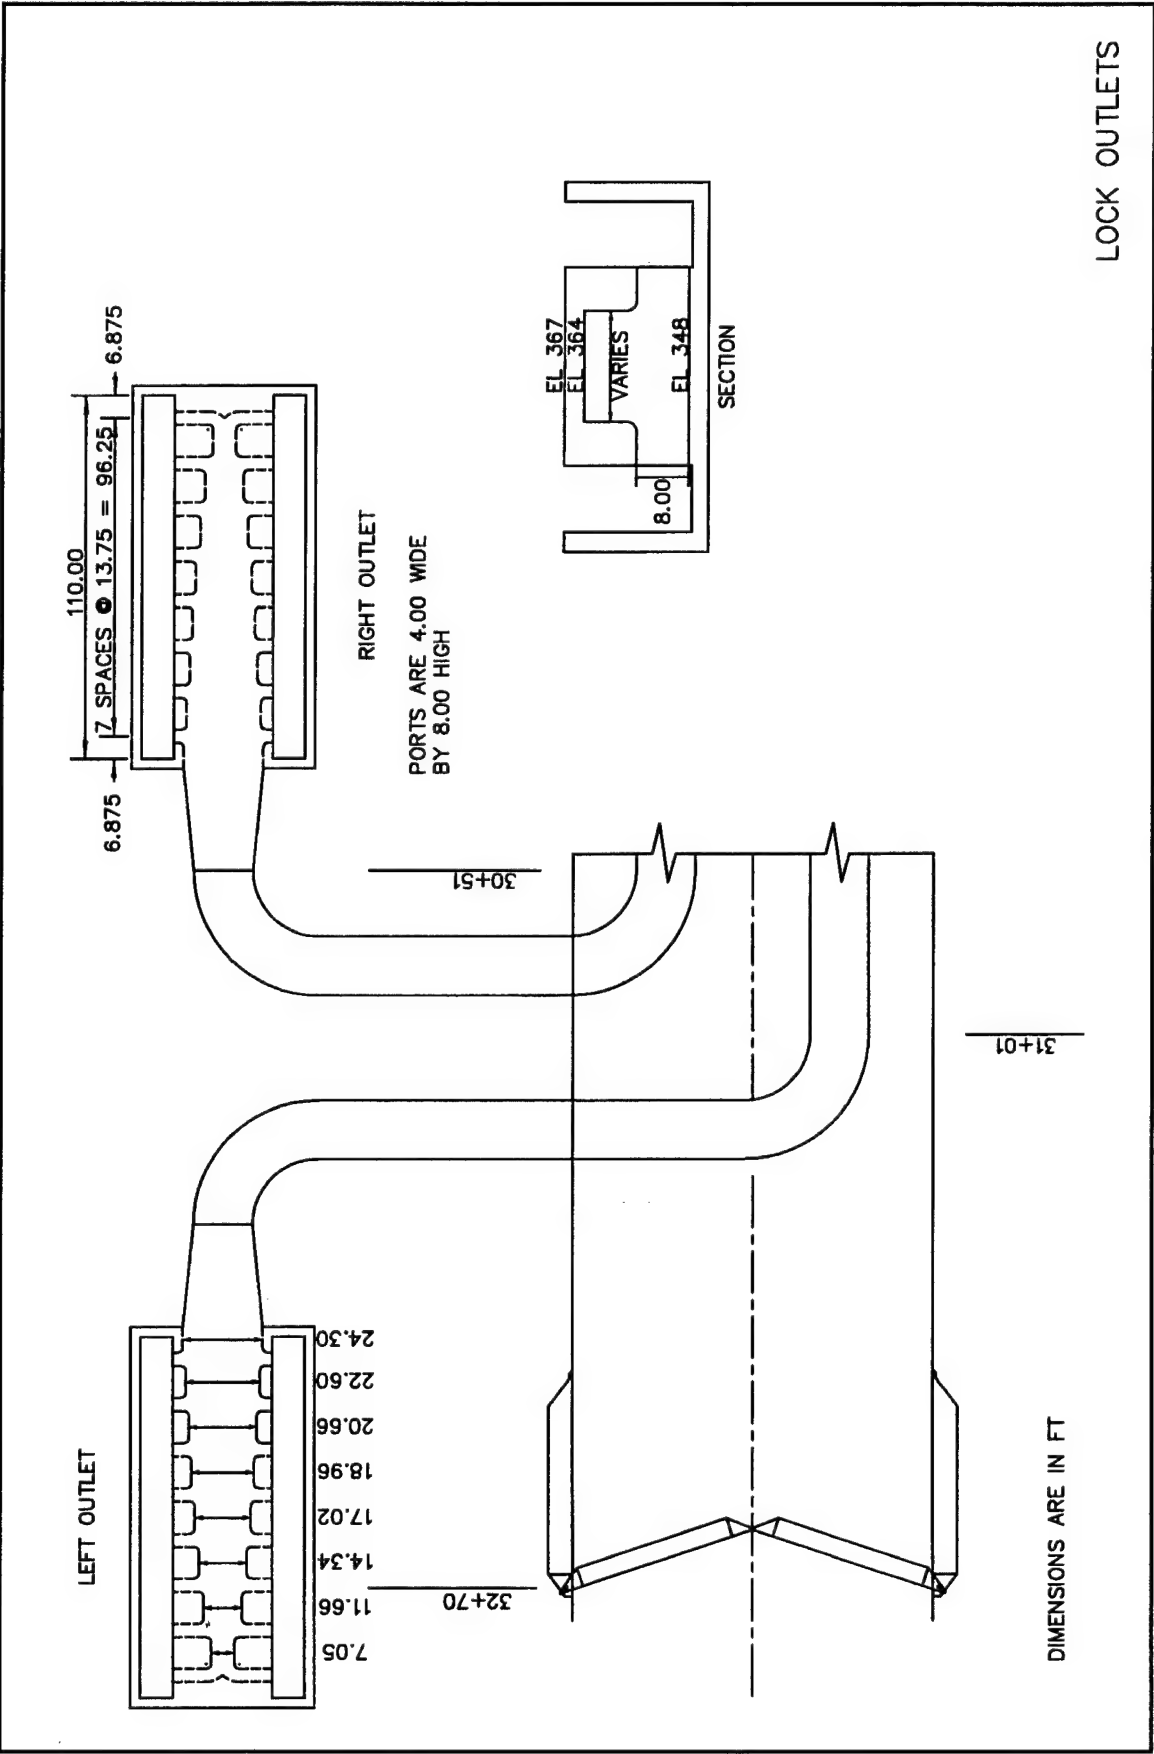 LEFT OUTLET
7.05
11.66
14.34
17.02
18.96
20.66
22.60
24.30
32+70
31+01
30+51
6.875
110.00
7 SPACES @ 13.75 = 96.25
6.875
RIGHT OUTLET
PORTS ARE 4.00 WIDE
BY 8.00 HIGH
EL 367
EL 364
VARIES
8.00
EL 348
SECTION
DIMENSIONS ARE IN FT
LOCK OUTLETS